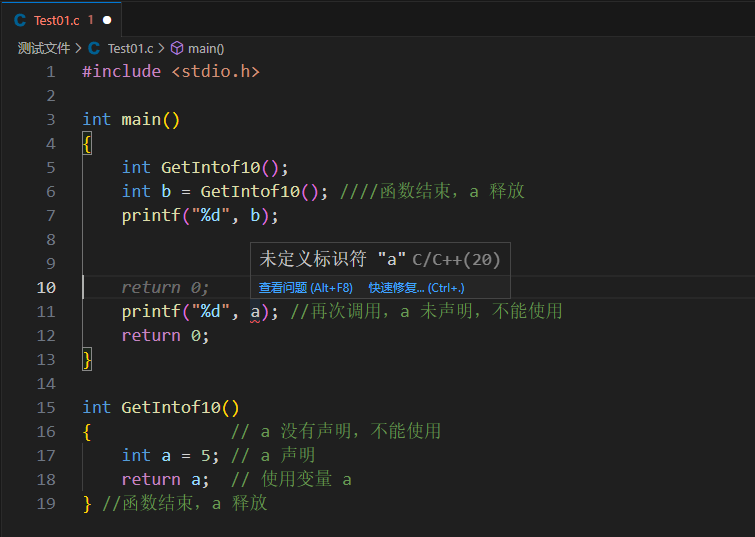 C Test01.c 1
测试文件 > C Test01.c > main()
1 #include <stdio.h>
2
3 int main()
4 {
5 int GetIntof10();
6 int b = GetIntof10(); ////函数结束，a 释放
7 printf("%d", b);
8
未定义标识符 "a" C/C++(20)
9
查看问题 (Alt+F8) 快速修复... (Ctrl+.)
10 return 0;
11 printf("%d", a); //再次调用，a 未声明，不能使用
12 return 0;
13 }
14
15 int GetIntof10()
16 { // a 没有声明，不能使用
17 int a = 5; // a 声明
18 return a; // 使用变量 a
19 } //函数结束，a 释放